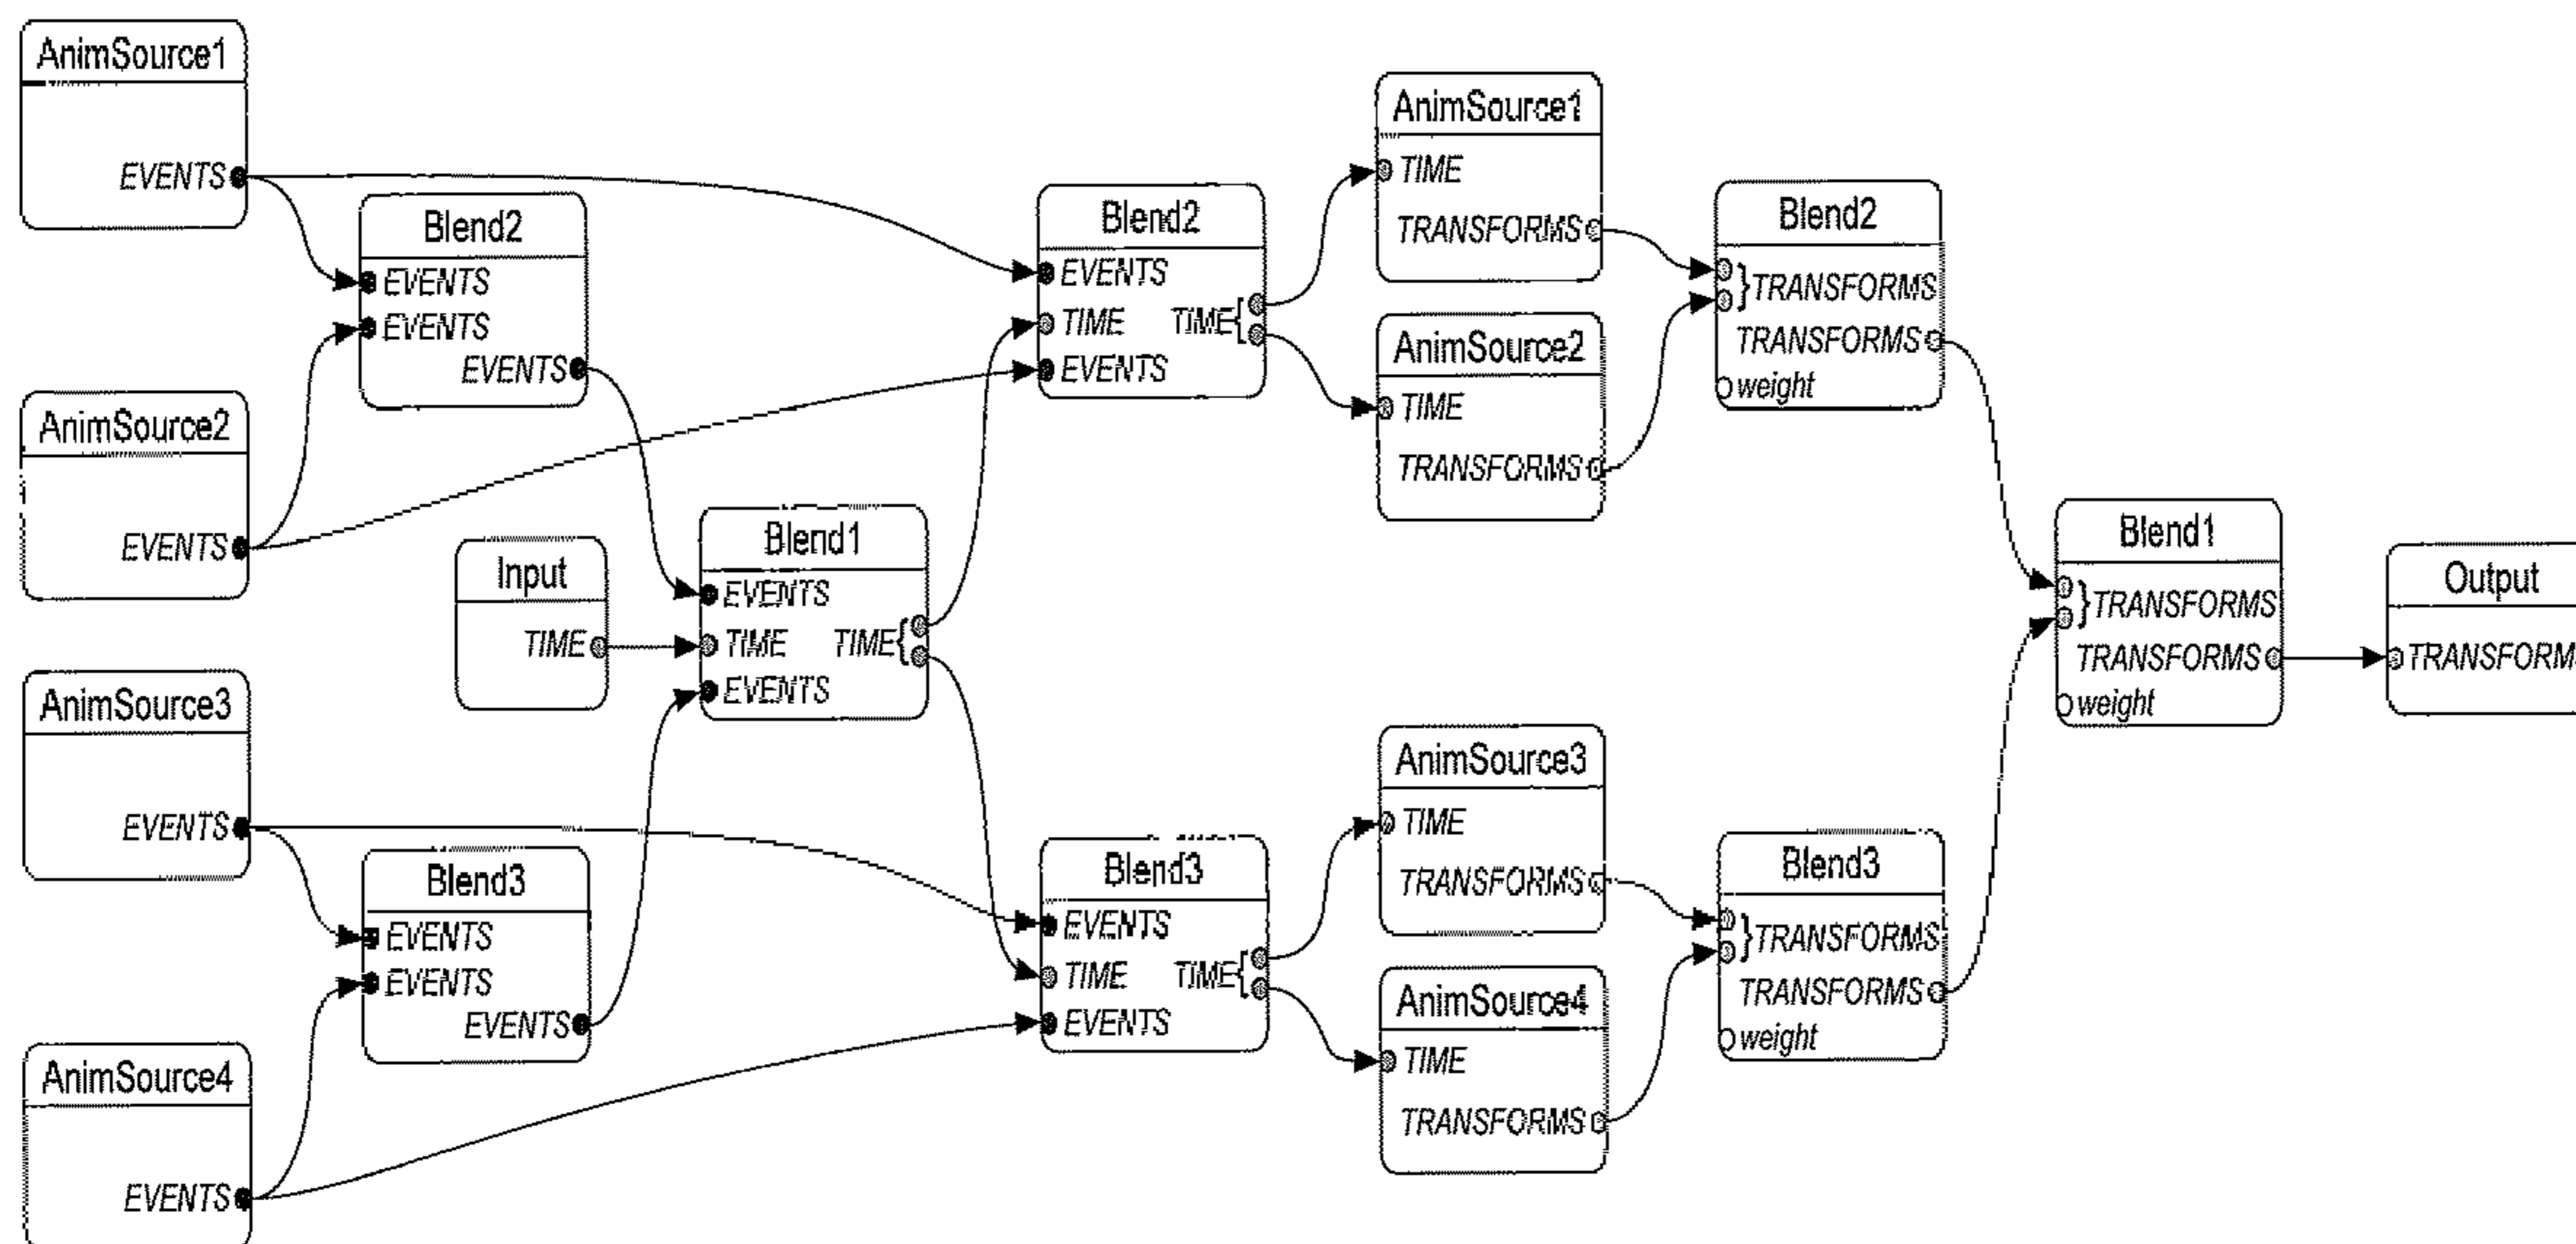 AnimSource1
EVENTS
Blend2
EVENTS
EVENTS
EVENTS
AnimSource2
EVENTS
Input
TIME
Blend1
EVENTS
TIME TIME{
EVENTS
AnimSource3
EVENTS
Blend3
EVENTS
EVENTS
EVENTS
AnimSource4
EVENTS
Blend2
EVENTS
TIME TIME{
EVENTS
Blend3
EVENTS
TIME TIME{
EVENTS
AnimSource1
TIME
TRANSFORMS
AnimSource2
TIME
TRANSFORMS
AnimSource3
TIME
TRANSFORMS
AnimSource4
TIME
TRANSFORMS
Blend2
}TRANSFORMS
TRANSFORMS
weight
Blend3
}TRANSFORMS
TRANSFORMS
weight
Blend1
}TRANSFORMS
TRANSFORMS
weight
Output
TRANSFORM